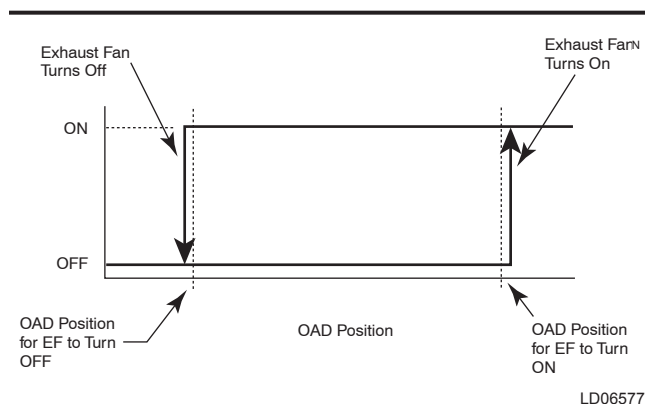 Exhaust Fan
Turns Off
Exhaust FanN
Turns On
ON
OFF
OAD Position
for EF to Turn
OFF
OAD Position
OAD Position
for EF to Turn
ON
LD06577